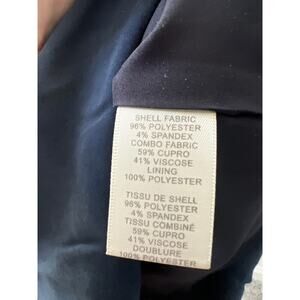 SHELL FABRIC
96% POLYESTER
4% SPANDEX
COMBO FABRIC
59% CUPRO
41% VISCOSE
LINING
100% POLYESTER
TISSU DE SHELL
96% POLYESTER
4% SPANDEX
TISSU COMBINÉ
59% CUPRO
41% VISCOSE
DOUBLURE
100% POLYESTER